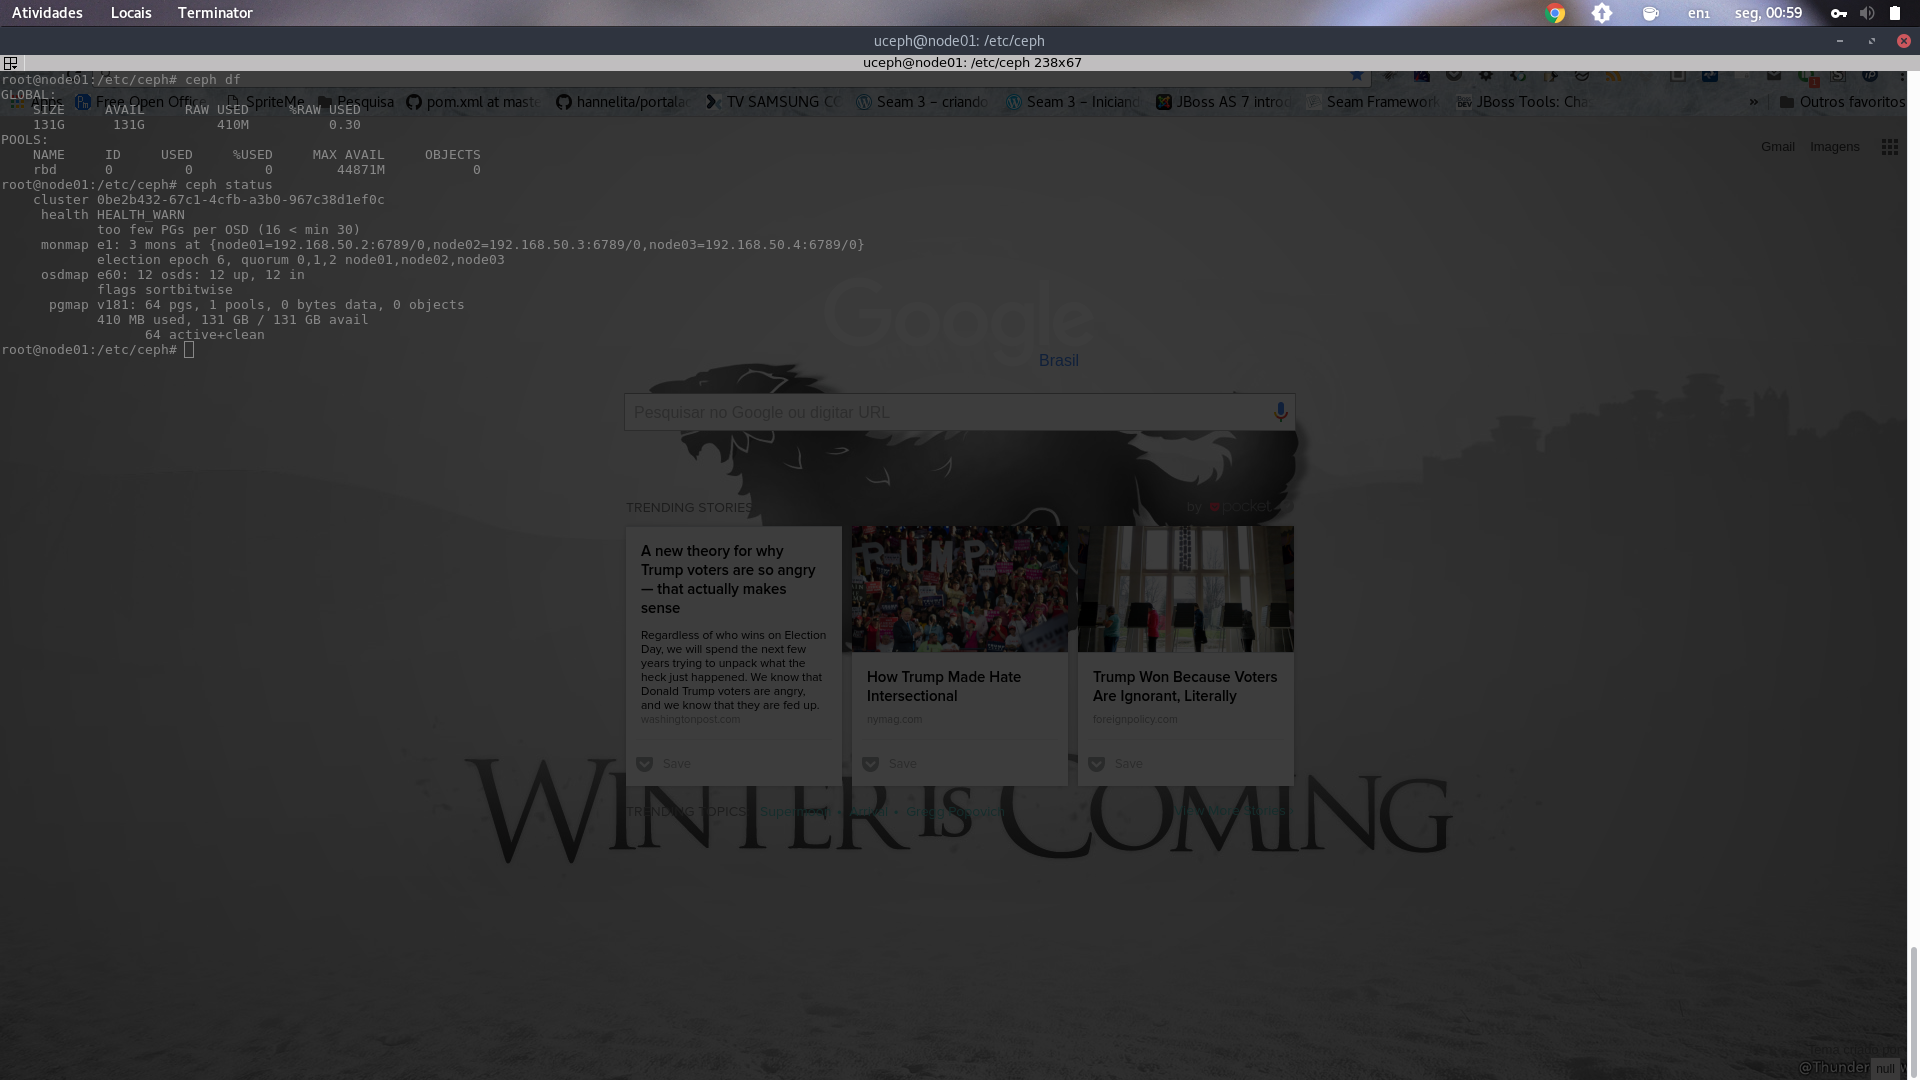 Atividades Locais Terminator en₁ seg, 00:59
uceph@node01: /etc/ceph
uceph@node01: /etc/ceph 238x67
root@node01:/etc/ceph# ceph df
GLOBAL:
SIZE AVAIL RAW USED %RAW USED
131G 131G 410M 0.30
POOLS:
NAME ID USED %USED MAX AVAIL OBJECTS
rbd 0 0 0 44871M 0
root@node01:/etc/ceph# ceph status
cluster 0be2b432-67c1-4cfb-a3b0-967c38d1ef0c
health HEALTH_WARN
too few PGs per OSD (16 < min 30)
monmap e1: 3 mons at {node01=192.168.50.2:6789/0,node02=192.168.50.3:6789/0,node03=192.168.50.4:6789/0}
election epoch 6, quorum 0,1,2 node01,node02,node03
osdmap e60: 12 osds: 12 up, 12 in
flags sortbitwise
pgmap v181: 64 pgs, 1 pools, 0 bytes data, 0 objects
410 MB used, 131 GB / 131 GB avail
64 active+clean
root@node01:/etc/ceph#
Apps Free Open Office SpriteMe Pesquisa pom.xml at maste hannelita/portala TV SAMSUNG CC Seam 3 – criando Seam 3 – Iniciand JBoss AS 7 introd Seam Framework JBoss Tools: Cha » Outros favoritos
Gmail Imagens
Google
Brasil
Pesquisar no Google ou digitar URL
TRENDING STORIES by pocket
A new theory for why
Trump voters are so angry
— that actually makes
sense
Regardless of who wins on Election
Day, we will spend the next few
years trying to unpack what the
heck just happened. We know that
Donald Trump voters are angry,
and we know that they are fed up.
washingtonpost.com
Save
TRUMP
How Trump Made Hate
Intersectional
nymag.com
Save
Trump Won Because Voters
Are Ignorant, Literally
foreignpolicy.com
Save
TRENDING TOPICS Gregg Popovich View More Stories
WINTER IS COMING
@Thunder
null